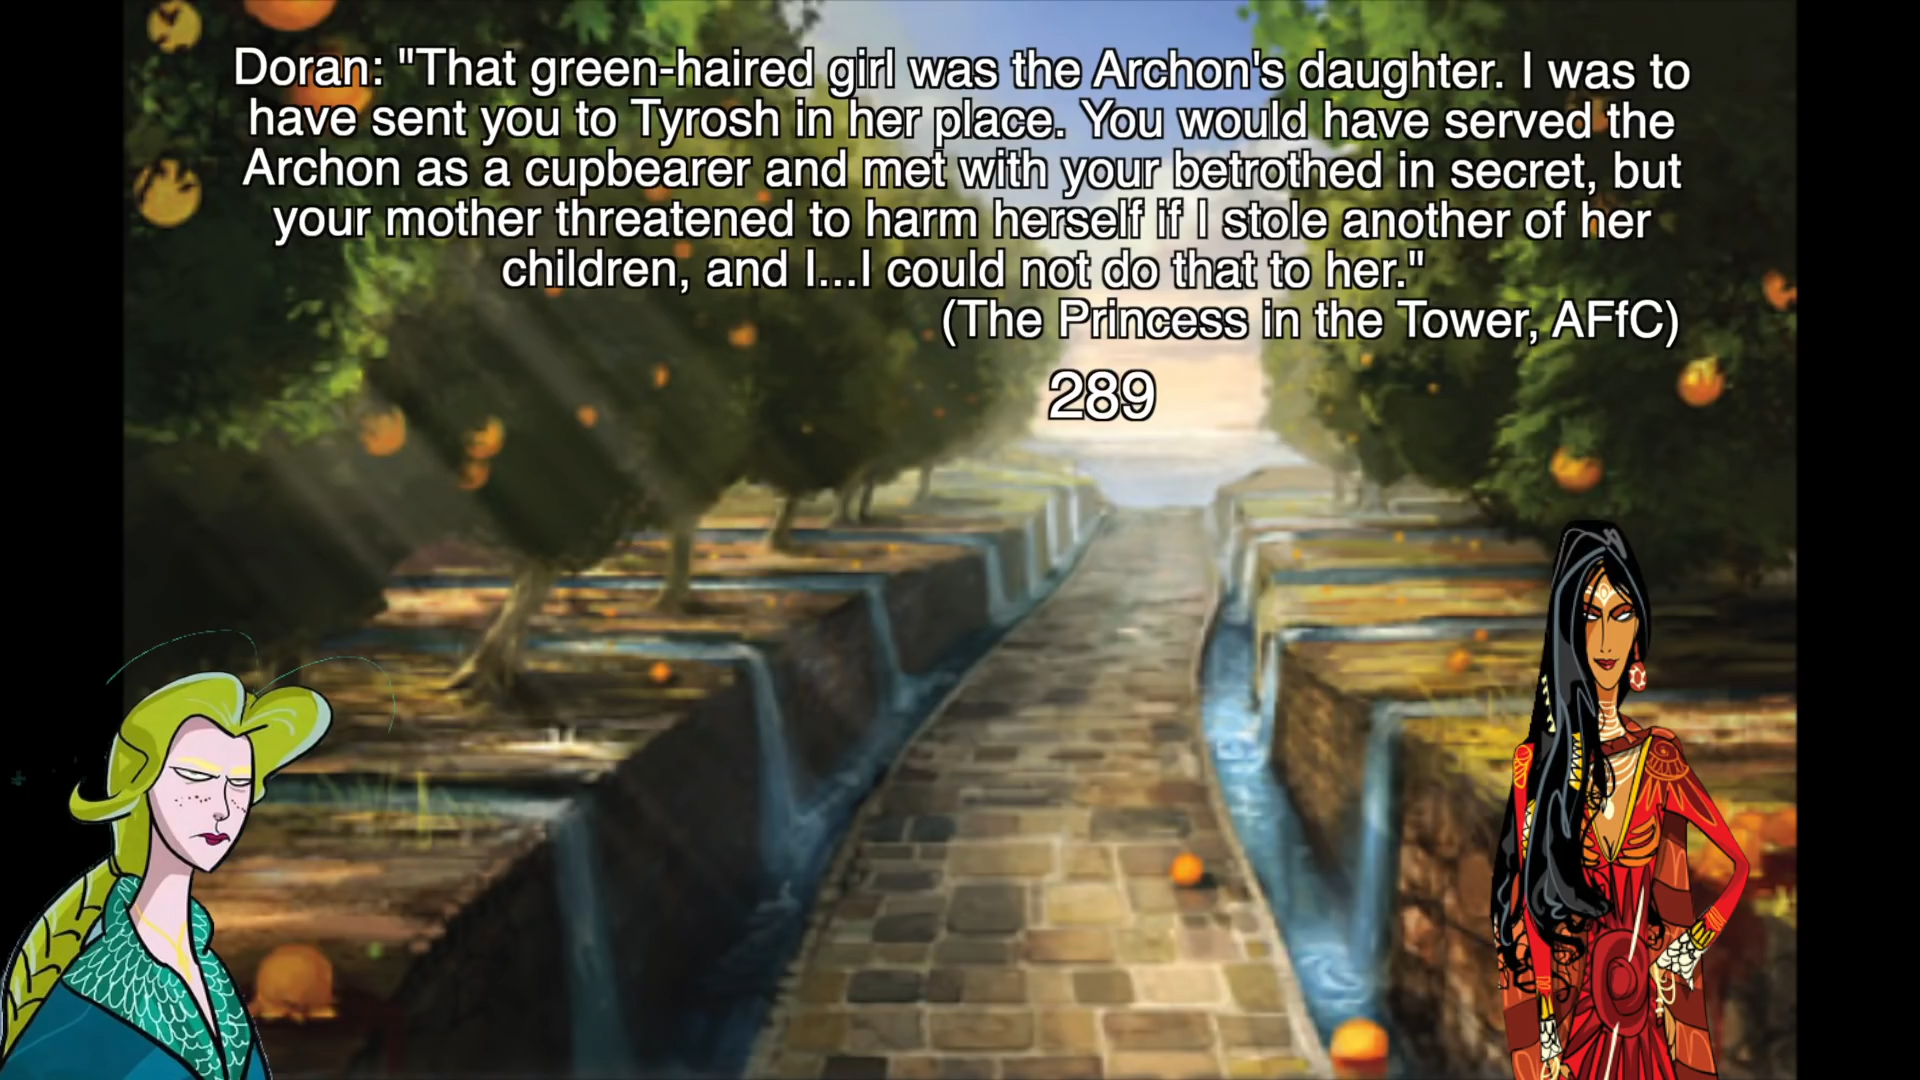 Doran: "That green-haired girl was the Archon's daughter. I was to
have sent you to Tyrosh in her place. You would have served the
Archon as a cupbearer and met with your betrothed in secret, but
your mother threatened to harm herself if I stole another of her
children, and I...I could not do that to her."
(The Princess in the Tower, AFfC)
289